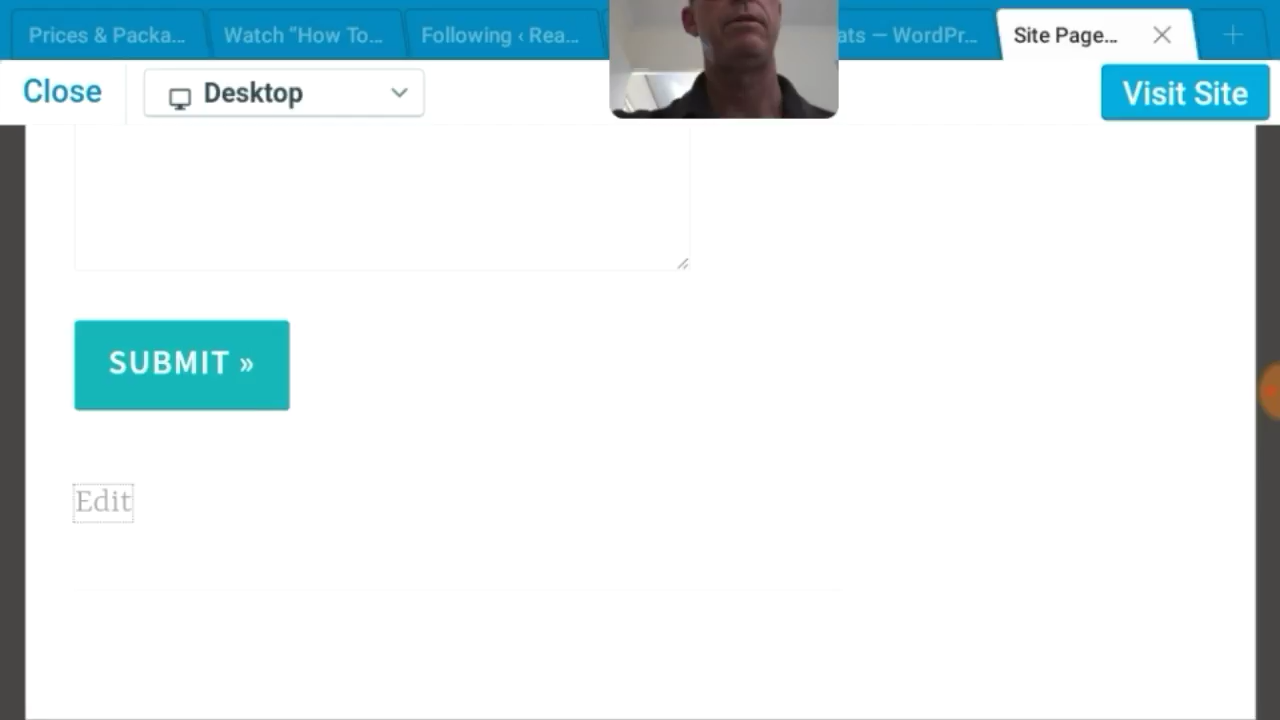 Prices & Packa...
Watch "How To...
Following ‹ Rea...
ats — WordPr...
Site Page...
Close
Desktop
Visit Site
SUBMIT »
Edit